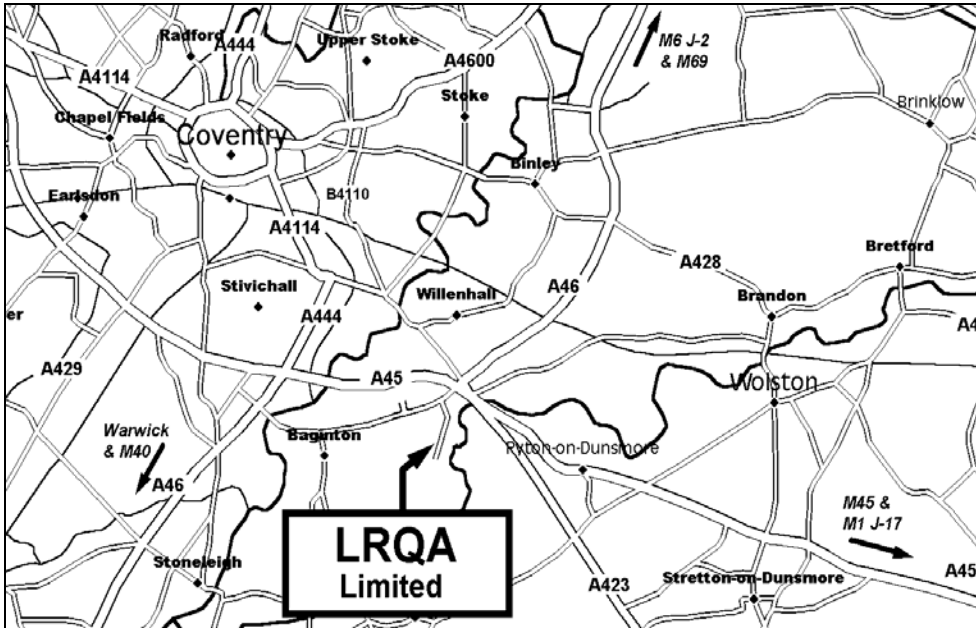 Radford
A444
Upper Stoke
M6 J-2
& M69
A4600
A4114
Stoke
Brinklow
Chapel Fields
Coventry
Binley
Earlsdon
B4110
A4114
Bretford
A428
Stivichall
Willenhall
A46
Brandon
er
A444
A4
A429
A45
Wolston
Warwick
& M40
Baginton
Ryton-on-Dunsmore
A46
M45 &
M1 J-17
LRQA
Limited
Stoneleigh
A45
A423
Stretton-on-Dunsmore